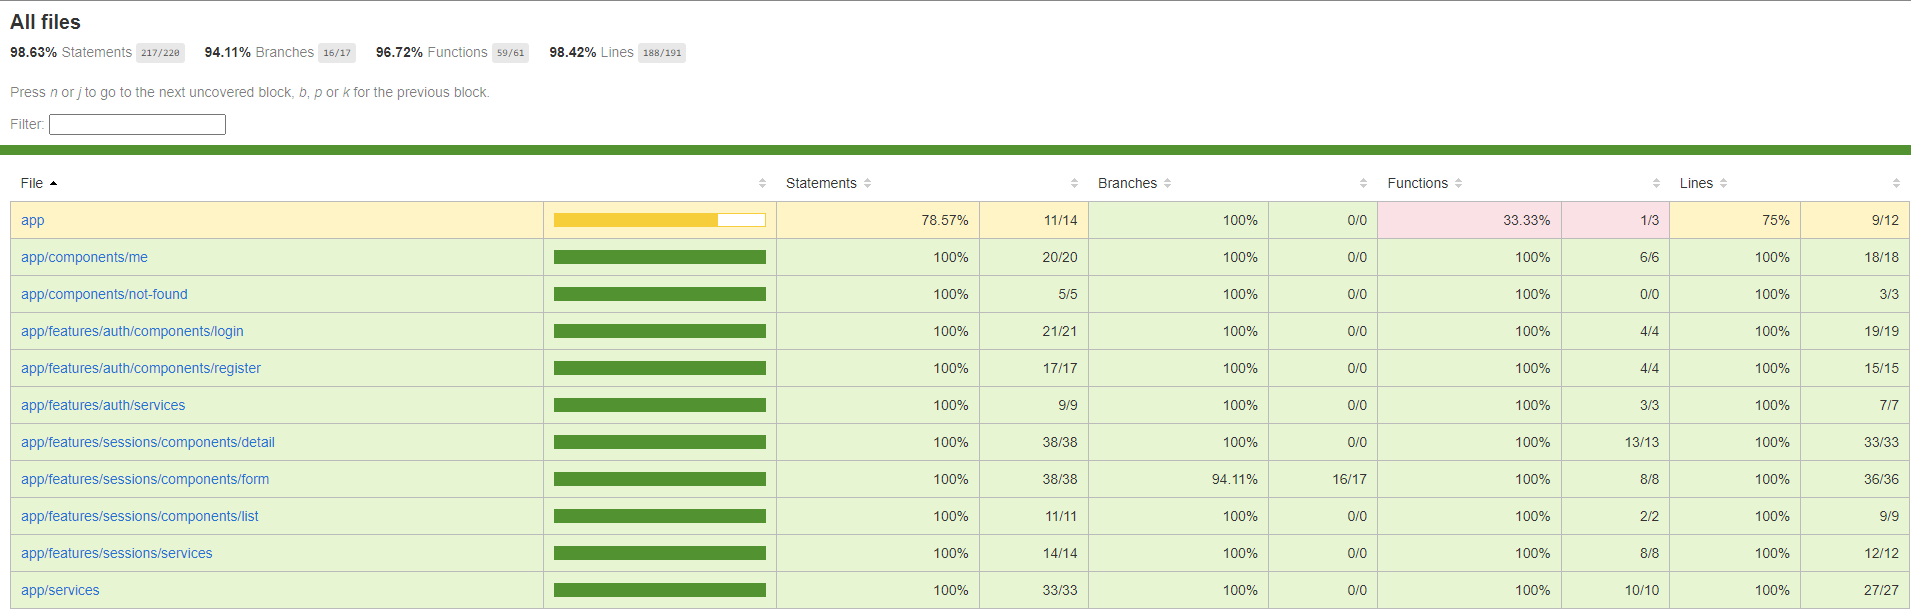 All files
98.63% Statements 217/220 94.11% Branches 16/17 96.72% Functions 59/61 98.42% Lines 188/191
Press n or j to go to the next uncovered block, b, p or k for the previous block.
Filter:
File Statements Branches Functions Lines
app 78.57% 11/14 100% 0/0 33.33% 1/3 75% 9/12
app/components/me 100% 20/20 100% 0/0 100% 6/6 100% 18/18
app/components/not-found 100% 5/5 100% 0/0 100% 0/0 100% 3/3
app/features/auth/components/login 100% 21/21 100% 0/0 100% 4/4 100% 19/19
app/features/auth/components/register 100% 17/17 100% 0/0 100% 4/4 100% 15/15
app/features/auth/services 100% 9/9 100% 0/0 100% 3/3 100% 7/7
app/features/sessions/components/detail 100% 38/38 100% 0/0 100% 13/13 100% 33/33
app/features/sessions/components/form 100% 38/38 94.11% 16/17 100% 8/8 100% 36/36
app/features/sessions/components/list 100% 11/11 100% 0/0 100% 2/2 100% 9/9
app/features/sessions/services 100% 14/14 100% 0/0 100% 8/8 100% 12/12
app/services 100% 33/33 100% 0/0 100% 10/10 100% 27/27